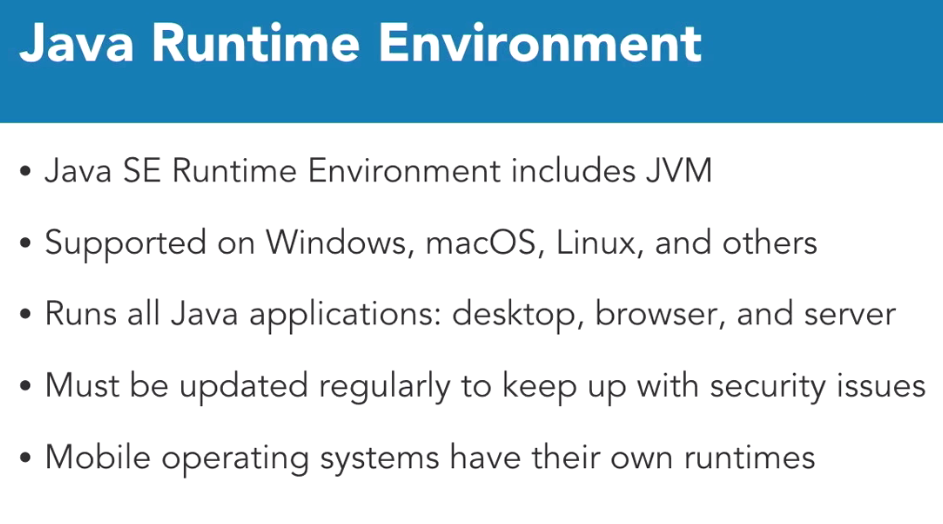 Java Runtime Environment
• Java SE Runtime Environment includes JVM
• Supported on Windows, macOS, Linux, and others
• Runs all Java applications: desktop, browser, and server
• Must be updated regularly to keep up with security issues
• Mobile operating systems have their own runtimes